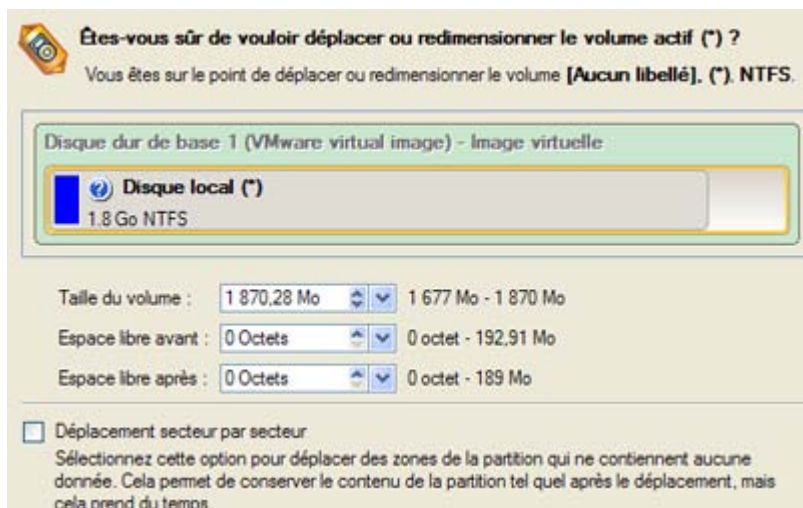 Êtes-vous sûr de vouloir déplacer ou redimensionner le volume actif (*) ?
Vous êtes sur le point de déplacer ou redimensionner le volume [Aucun libellé], (*), NTFS.
Disque dur de base 1 (VMware virtual image) - Image virtuelle
Disque local (*)
1.8 Go NTFS
Taille du volume : 1 870,28 Mo 1 677 Mo - 1 870 Mo
Espace libre avant : 0 Octets 0 octet - 192,91 Mo
Espace libre après : 0 Octets 0 octet - 189 Mo
Déplacement secteur par secteur
Sélectionnez cette option pour déplacer des zones de la partition qui ne contiennent aucune
donnée. Cela permet de conserver le contenu de la partition tel quel après le déplacement, mais
cela prend du temps.